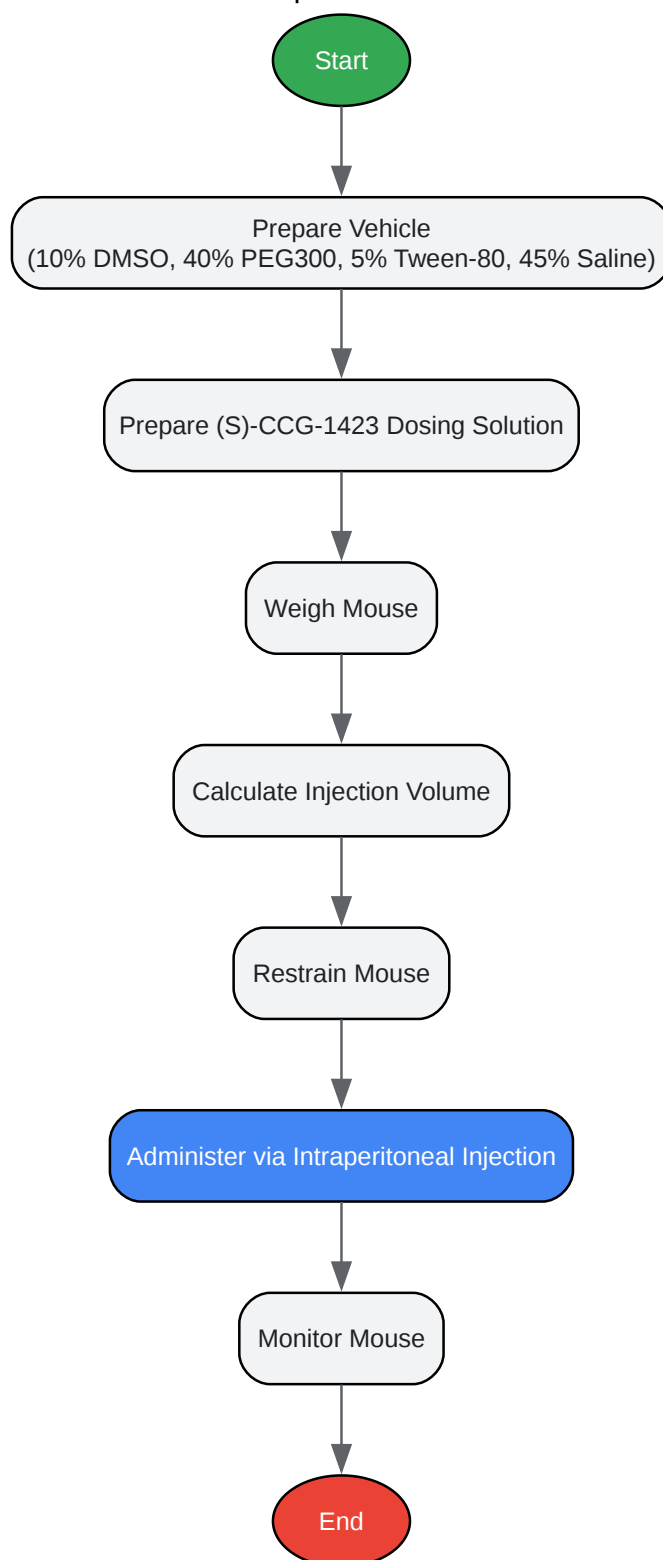 Start
Prepare Vehicle
(10% DMSO, 40% PEG300, 5% Tween-80, 45% Saline)
Prepare (S)-CCG-1423 Dosing Solution
Weigh Mouse
Calculate Injection Volume
Restrain Mouse
Administer via Intraperitoneal Injection
Monitor Mouse
End